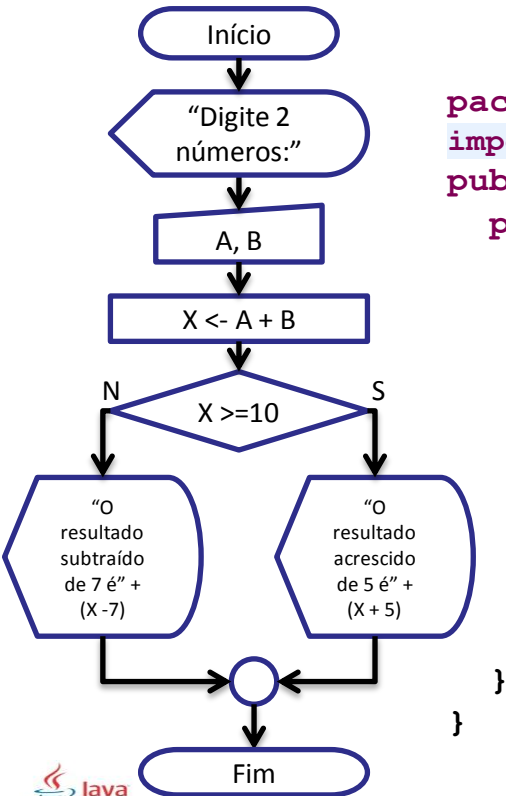 Início
“Digite 2
números:”
A, B
X <- A + B
N
S
X >=10
“O
resultado
subtraído
de 7 é” +
(X -7)
“O
resultado
acrescido
de 5 é” +
(X + 5)
Fim
Java
pac
imp
pub
p
}
}